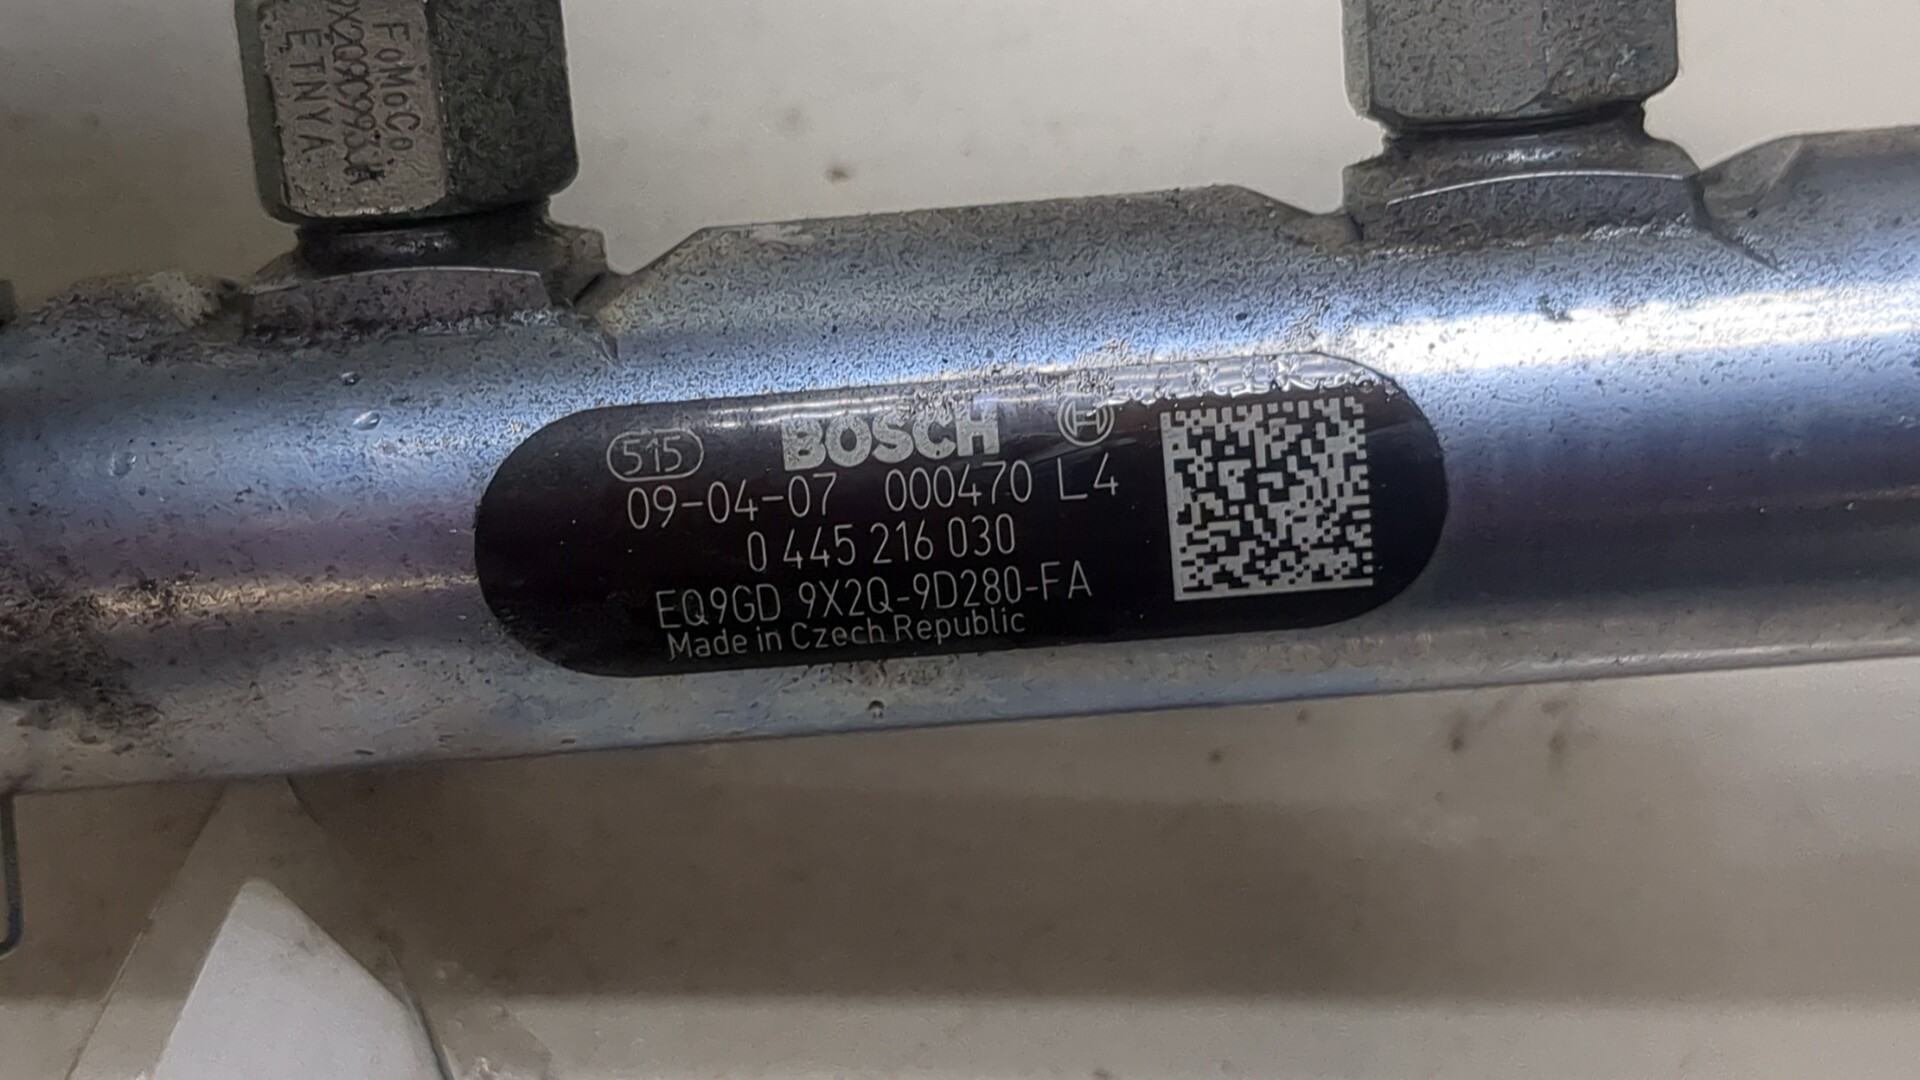 FoMoCo
ETNYA
515 BOSCH
09-04-07 000470 L4
0 445 216 030
EQ9GD 9X2Q-9D280-FA
Made in Czech Republic